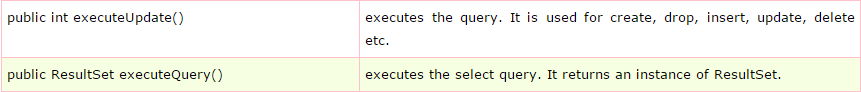 public int executeUpdate()
executes the query. It is used for create, drop, insert, update, delete
etc.
public ResultSet executeQuery()
executes the select query. It returns an instance of ResultSet.